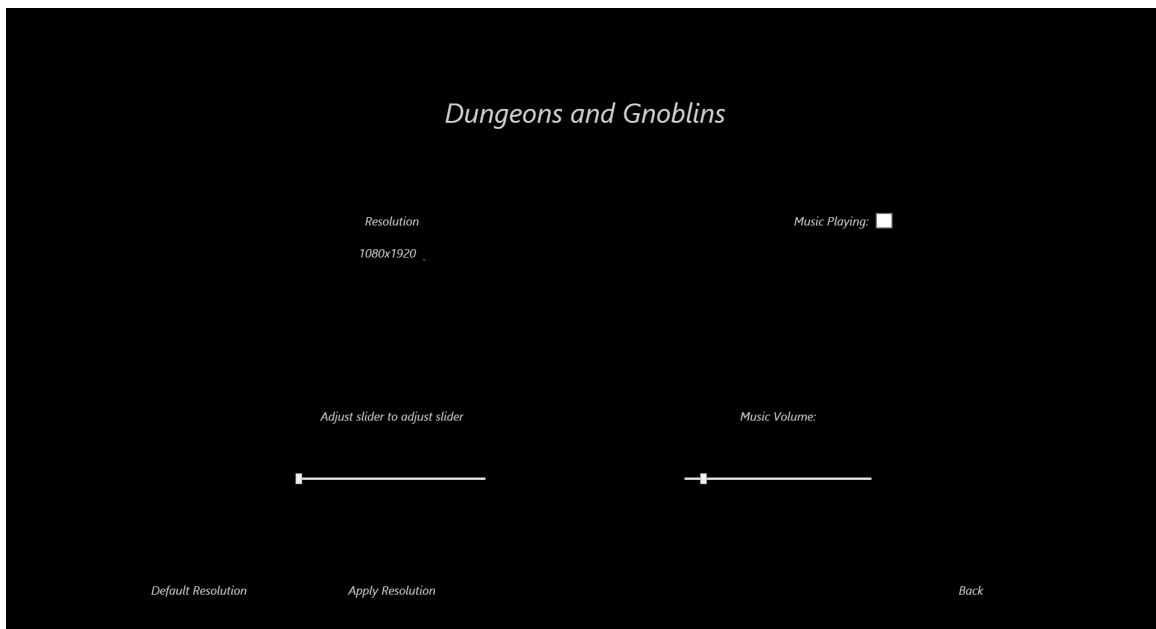 Dungeons and Gnoblins
Resolution
Music Playing:
1080x1920
Adjust slider to adjust slider
Music Volume:
Default Resolution
Apply Resolution
Back